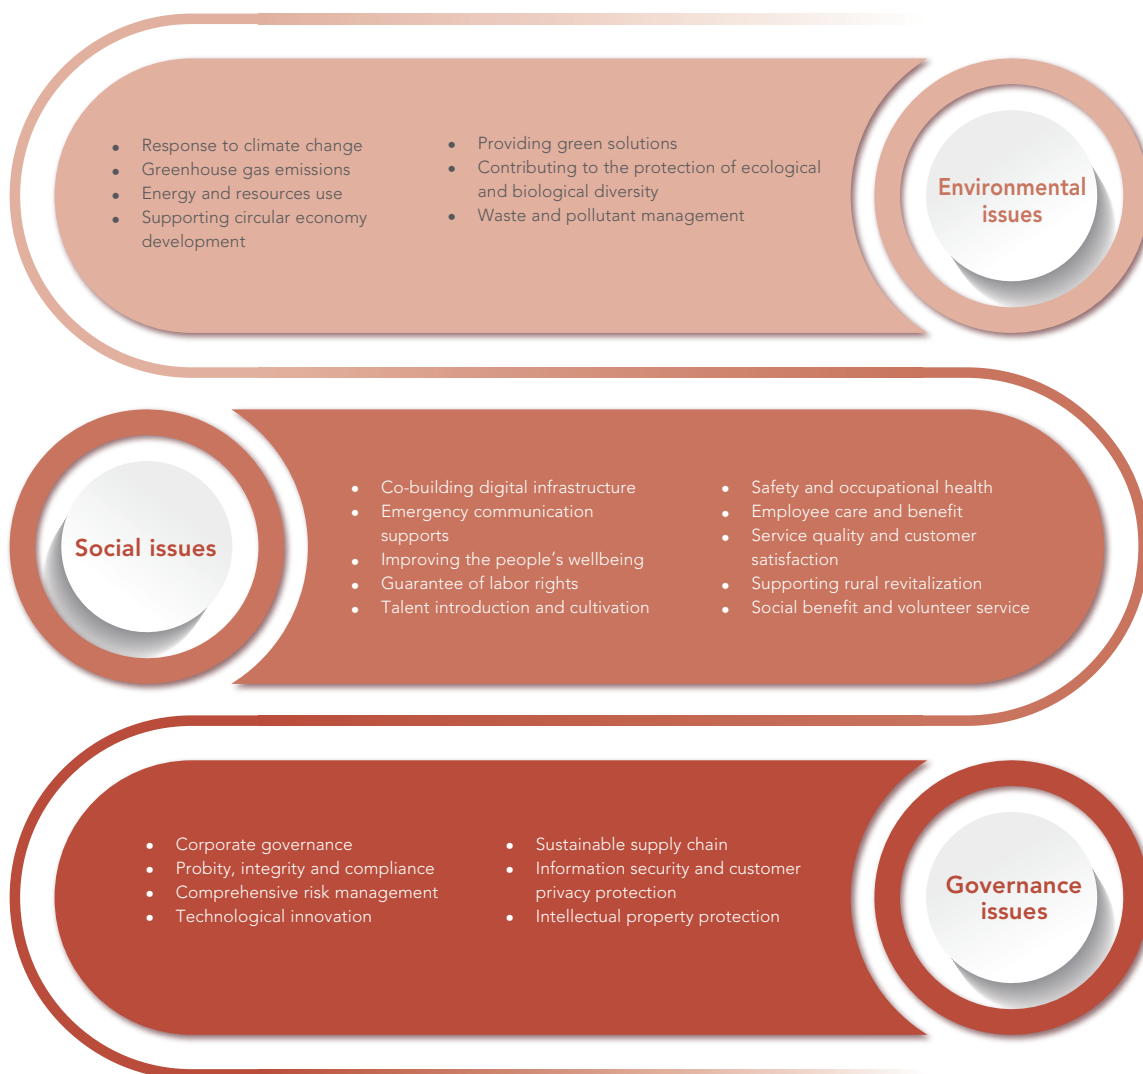 Environmental
issues
Response to climate change
Greenhouse gas emissions
Energy and resources use
Supporting circular economy
development
Providing green solutions
Contributing to the protection of ecological
and biological diversity
Waste and pollutant management
Social issues
Co-building digital infrastructure
Emergency communication
supports
Improving the people’s wellbeing
Guarantee of labor rights
Talent introduction and cultivation
Safety and occupational health
Employee care and benefit
Service quality and customer
satisfaction
Supporting rural revitalization
Social benefit and volunteer service
Governance
issues
Corporate governance
Probity, integrity and compliance
Comprehensive risk management
Technological innovation
Sustainable supply chain
Information security and customer
privacy protection
Intellectual property protection